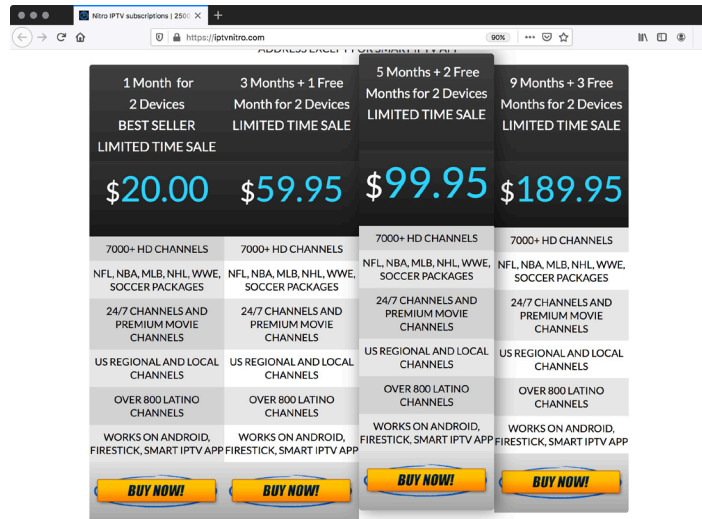 Nitro IPTV subscriptions | 2500
https://iptvnitro.com
90%
ADDRESS EXCEPT FOR SMART IPTV APP
1 Month for
2 Devices
BEST SELLER
LIMITED TIME SALE
$20.00
7000+ HD CHANNELS
NFL, NBA, MLB, NHL, WWE,
SOCCER PACKAGES
24/7 CHANNELS AND
PREMIUM MOVIE
CHANNELS
US REGIONAL AND LOCAL
CHANNELS
OVER 800 LATINO
CHANNELS
WORKS ON ANDROID,
FIRESTICK, SMART IPTV APP
BUY NOW!
3 Months + 1 Free
Month for 2 Devices
LIMITED TIME SALE
$59.95
7000+ HD CHANNELS
NFL, NBA, MLB, NHL, WWE,
SOCCER PACKAGES
24/7 CHANNELS AND
PREMIUM MOVIE
CHANNELS
US REGIONAL AND LOCAL
CHANNELS
OVER 800 LATINO
CHANNELS
WORKS ON ANDROID,
FIRESTICK, SMART IPTV APP
BUY NOW!
5 Months + 2 Free
Months for 2 Devices
LIMITED TIME SALE
$99.95
7000+ HD CHANNELS
NFL, NBA, MLB, NHL, WWE,
SOCCER PACKAGES
24/7 CHANNELS AND
PREMIUM MOVIE
CHANNELS
US REGIONAL AND LOCAL
CHANNELS
OVER 800 LATINO
CHANNELS
WORKS ON ANDROID,
FIRESTICK, SMART IPTV APP
BUY NOW!
9 Months + 3 Free
Months for 2 Devices
LIMITED TIME SALE
$189.95
7000+ HD CHANNELS
NFL, NBA, MLB, NHL, WWE,
SOCCER PACKAGES
24/7 CHANNELS AND
PREMIUM MOVIE
CHANNELS
US REGIONAL AND LOCAL
CHANNELS
OVER 800 LATINO
CHANNELS
WORKS ON ANDROID,
FIRESTICK, SMART IPTV APP
BUY NOW!